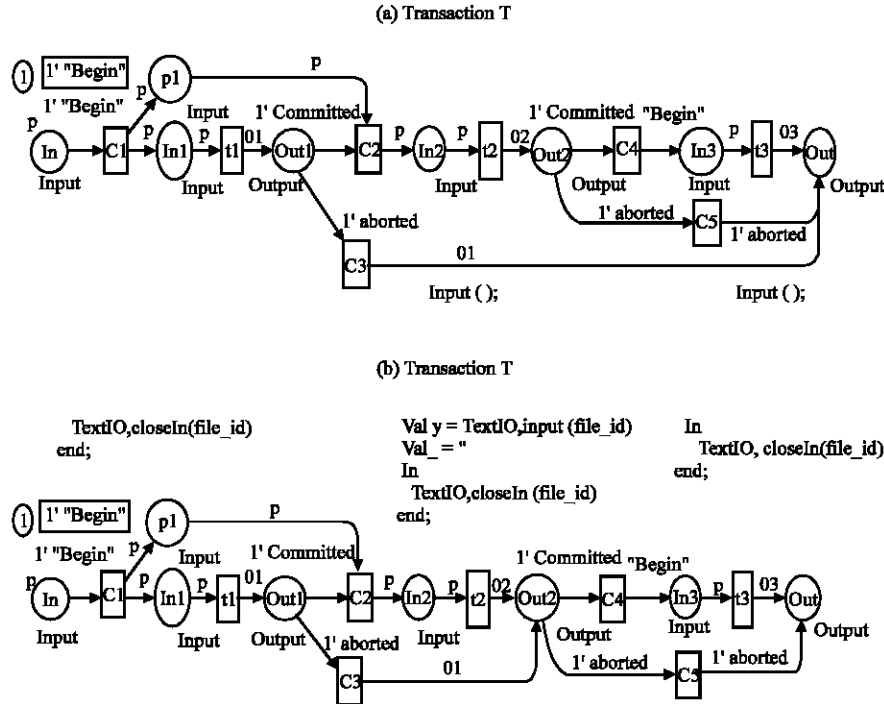 (a) Transaction T
1 1' "Begin" p1 p
1' "Begin" p Input 1' Committed 1' Committed "Begin"
p In C1 p In1 p t1 01 Out1 C2 p In2 p t2 02 Out2 C4 In3 p t3 03 Out
Input Input Output Input Output Input Output
1' aborted 1' aborted C5 1' aborted
C3 01
Input ( ); Input ( );
(b) Transaction T
TextIO,closeIn(file_id)
end;
Val y = TextIO,input (file_id)
Val_ = "
In
TextIO,closeIn (file_id)
end;
In
TextIO, closeIn(file_id)
end;
1 1' "Begin" p1 p
1' "Begin" p Input 1' Committed 1' Committed "Begin"
p In C1 p In1 p t1 01 Out1 C2 p In2 p t2 02 Out2 C4 In3 p t3 03 Out
Input Input Output Input Output Input Output
1' aborted 1' aborted C5 1' aborted
C3 01